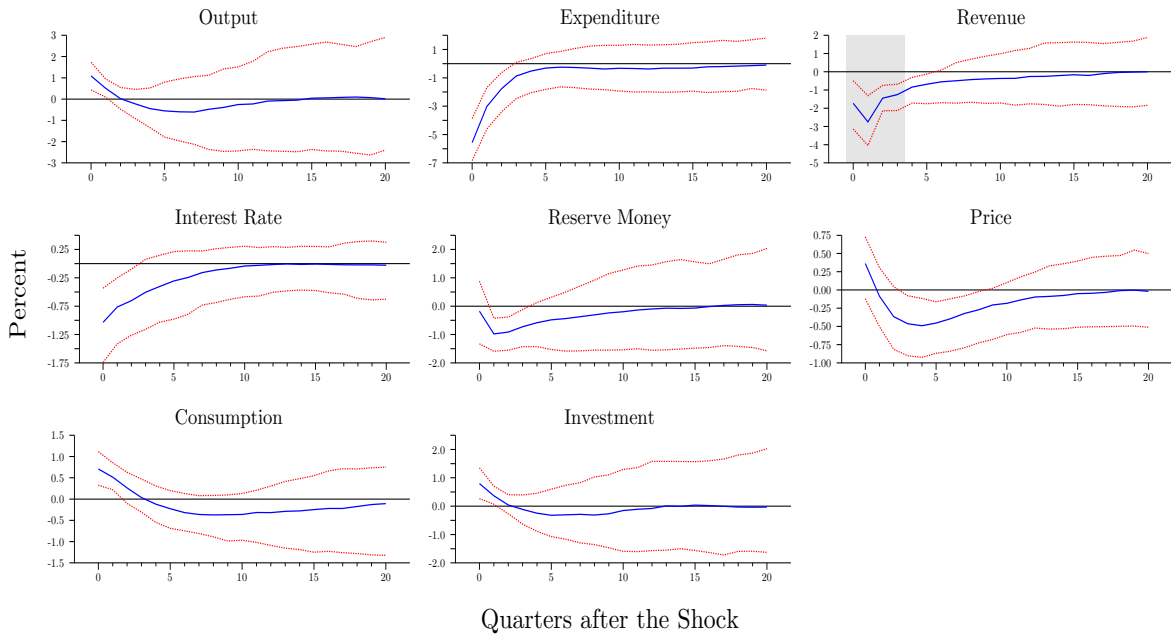 Output
3
2
1
0
-1
-2
-3
0 5 10 15 20
Expenditure
1
-1
-3
-5
-7
0 5 10 15 20
Revenue
2
1
0
-1
-2
-3
-4
-5
0 5 10 15 20
Percent
Interest Rate
0.25
-0.25
-0.75
-1.25
-1.75
0 5 10 15 20
Reserve Money
2.0
1.0
0.0
-1.0
-2.0
0 5 10 15 20
Price
0.75
0.50
0.25
0.00
-0.25
-0.50
-0.75
-1.00
0 5 10 15 20
Consumption
1.5
1.0
0.5
0.0
-0.5
-1.0
-1.5
0 5 10 15 20
Investment
2.0
1.0
0.0
-1.0
-2.0
0 5 10 15 20
Quarters after the Shock